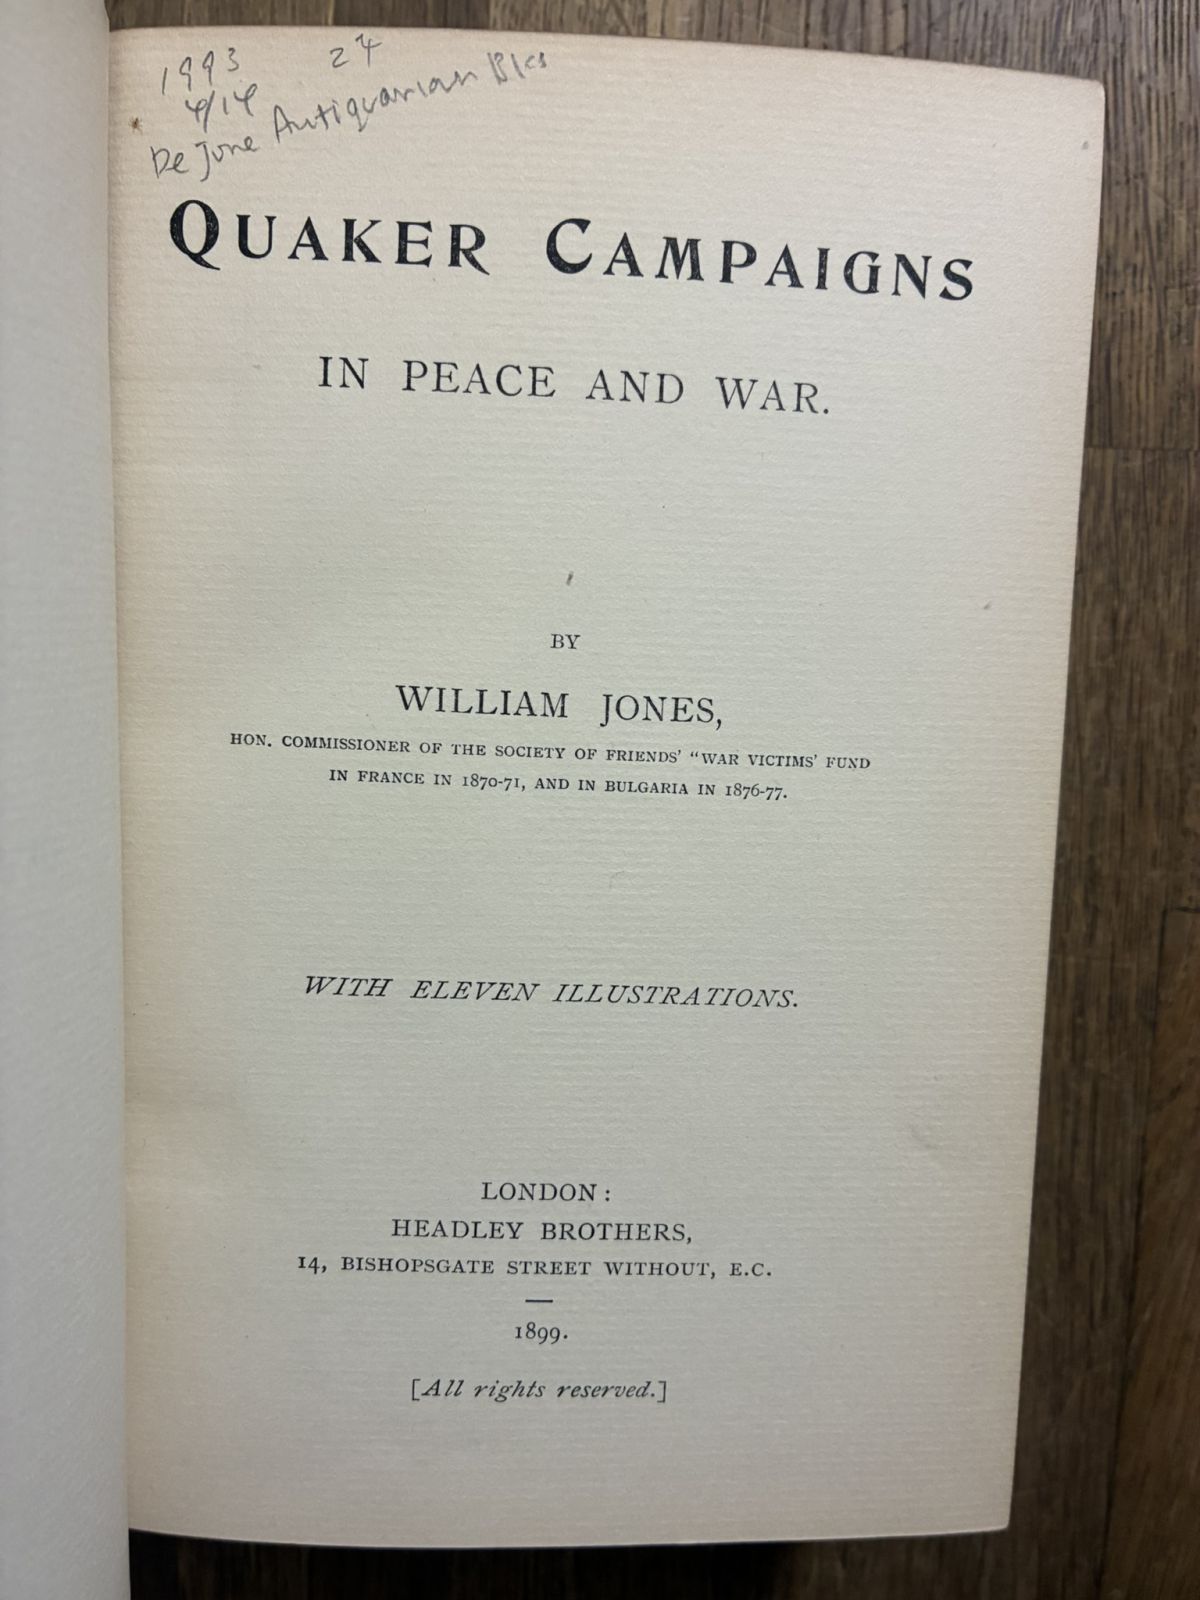 1993 24
4/14
De Jone Antiquarian Bks
QUAKER CAMPAIGNS
IN PEACE AND WAR.
BY
WILLIAM JONES,
HON. COMMISSIONER OF THE SOCIETY OF FRIENDS' "WAR VICTIMS' FUND
IN FRANCE IN 1870-71, AND IN BULGARIA IN 1876-77.
WITH ELEVEN ILLUSTRATIONS.
LONDON:
HEADLEY BROTHERS,
14, BISHOPSGATE STREET WITHOUT, E.C.
1899.
[All rights reserved.]